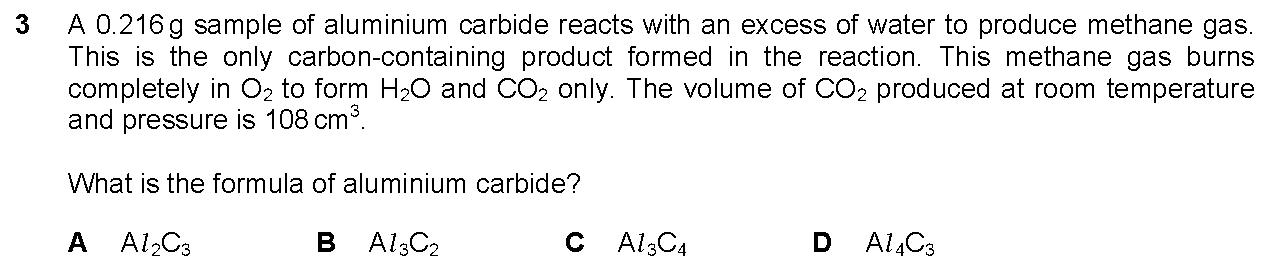 3 A 0.216 g sample of aluminium carbide reacts with an excess of water to produce methane gas.
This is the only carbon-containing product formed in the reaction. This methane gas burns
completely in O₂ to form H₂O and CO₂ only. The volume of CO₂ produced at room temperature
and pressure is 108 cm³.
What is the formula of aluminium carbide?
A Al₂C₃ B Al₃C₂ C Al₃C₄ D Al₄C₃